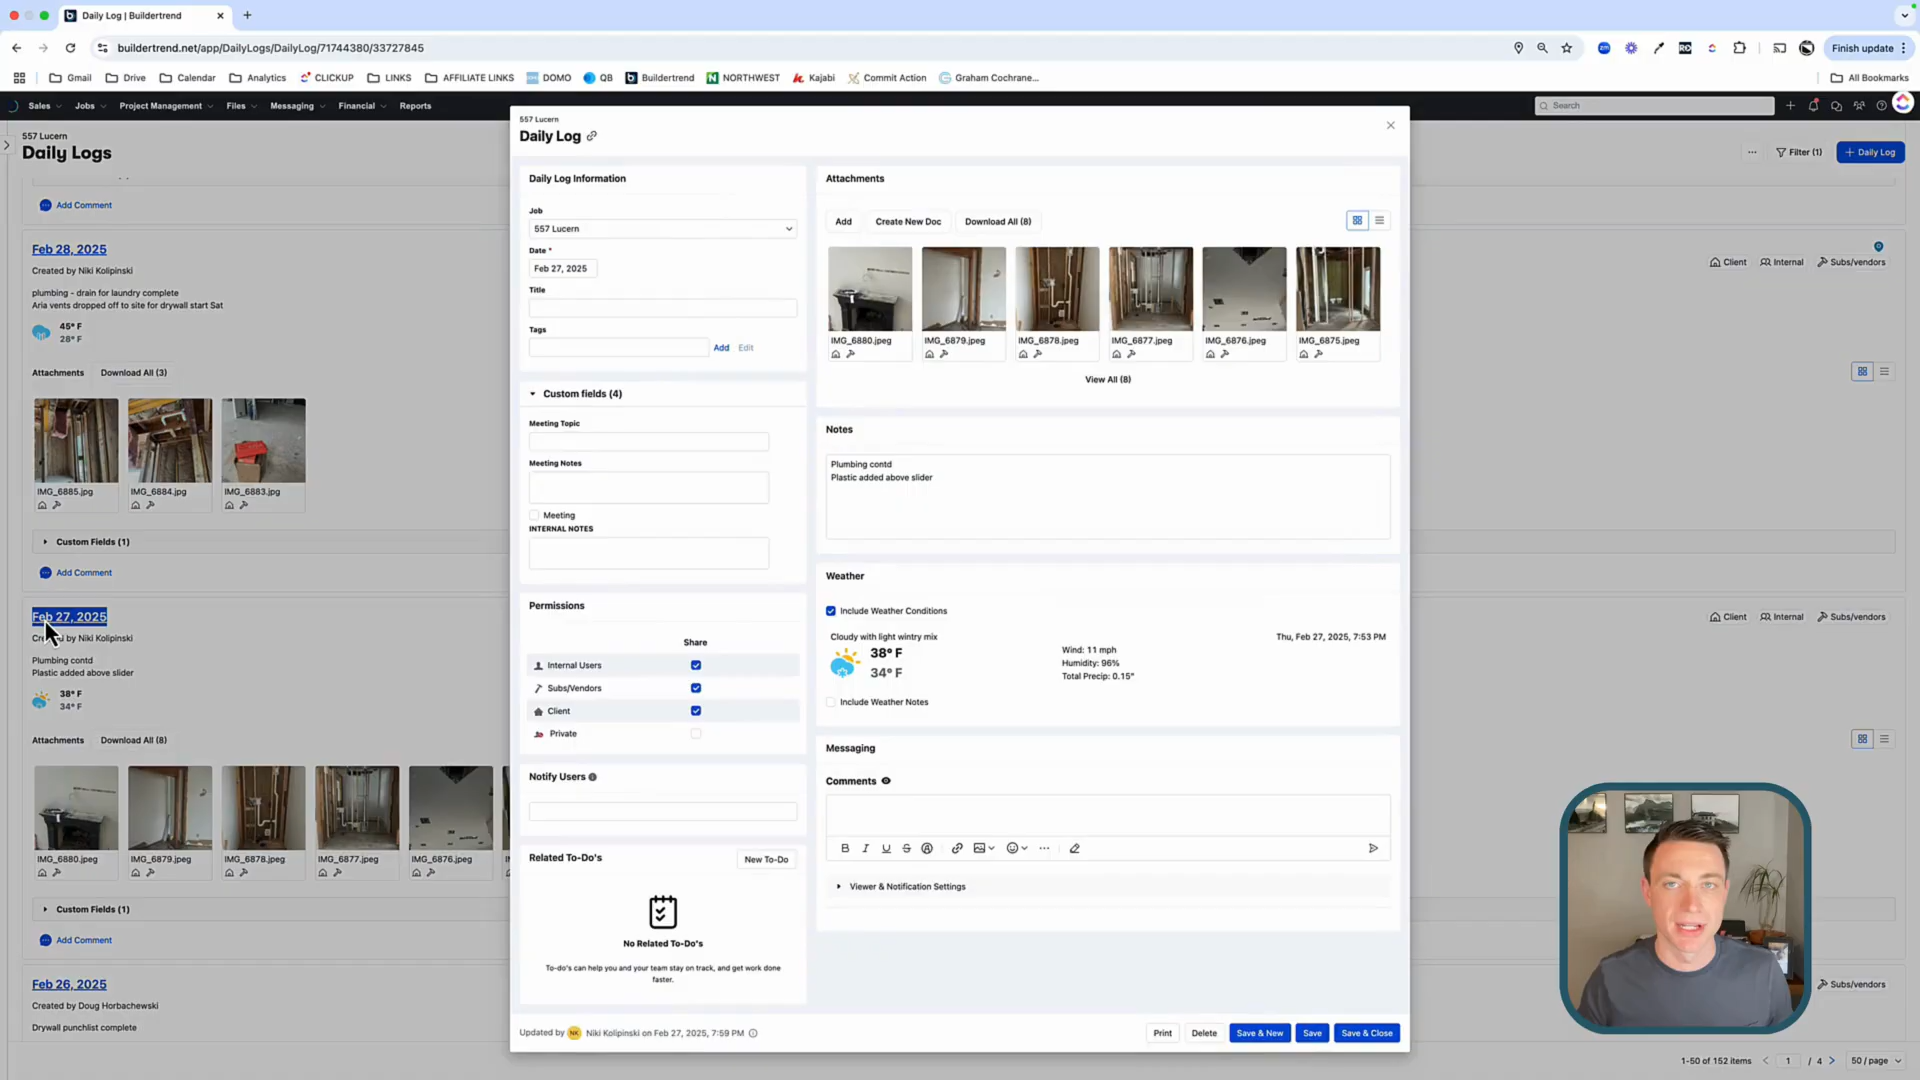 Daily Log | Buildertrend
buildertrend.net/app/DailyLogs/DailyLog/71744380/33727845
Finish update
Gmail Drive Calendar Analytics CLICKUP LINKS AFFILIATE LINKS DOMO QB Buildertrend NORTHWEST Kajabi Commit Action Graham Cochrane... All Bookmarks
Sales Jobs Project Management Files Messaging Financial Reports Search
557 Lucern
Daily Logs
Filter (1)
+ Daily Log
Add Comment
Feb 28, 2025
Created by Niki Kolipinski
Client Internal Subs/vendors
plumbing - drain for laundry complete
Aria vents dropped off to site for drywall start Sat
45° F
28° F
Attachments Download All (3)
IMG_6885.jpg IMG_6884.jpg IMG_6883.jpg
Custom Fields (1)
Add Comment
Feb 27, 2025
Created by Niki Kolipinski
Client Internal Subs/vendors
Plumbing contd
Plastic added above slider
38° F
34° F
Attachments Download All (8)
IMG_6880.jpeg IMG_6879.jpeg IMG_6878.jpeg IMG_6877.jpeg IMG_6876.jpeg
Custom Fields (1)
Add Comment
Feb 26, 2025
Created by Doug Horbachewski
Subs/vendors
Drywall punchlist complete
1-50 of 152 items 1 / 4 50 / page
557 Lucern
Daily Log
Daily Log Information
Job
557 Lucern
Date *
Feb 27, 2025
Title
Tags
Add Edit
Custom fields (4)
Meeting Topic
Meeting Notes
Meeting
INTERNAL NOTES
Permissions
Share
Internal Users
Subs/Vendors
Client
Private
Notify Users
Related To-Do's New To-Do
No Related To-Do's
To-do's can help you and your team stay on track, and get work done
faster.
Attachments
Add Create New Doc Download All (8)
IMG_6880.jpeg IMG_6879.jpeg IMG_6878.jpeg IMG_6877.jpeg IMG_6876.jpeg IMG_6875.jpeg
View All (8)
Notes
Plumbing contd
Plastic added above slider
Weather
Include Weather Conditions
Cloudy with light wintry mix
Thu, Feb 27, 2025, 7:53 PM
38° F
34° F
Wind: 11 mph
Humidity: 96%
Total Precip: 0.15"
Include Weather Notes
Messaging
Comments
B I U S
Viewer & Notification Settings
Updated by NK Niki Kolipinski on Feb 27, 2025, 7:59 PM
Print Delete Save & New Save Save & Close